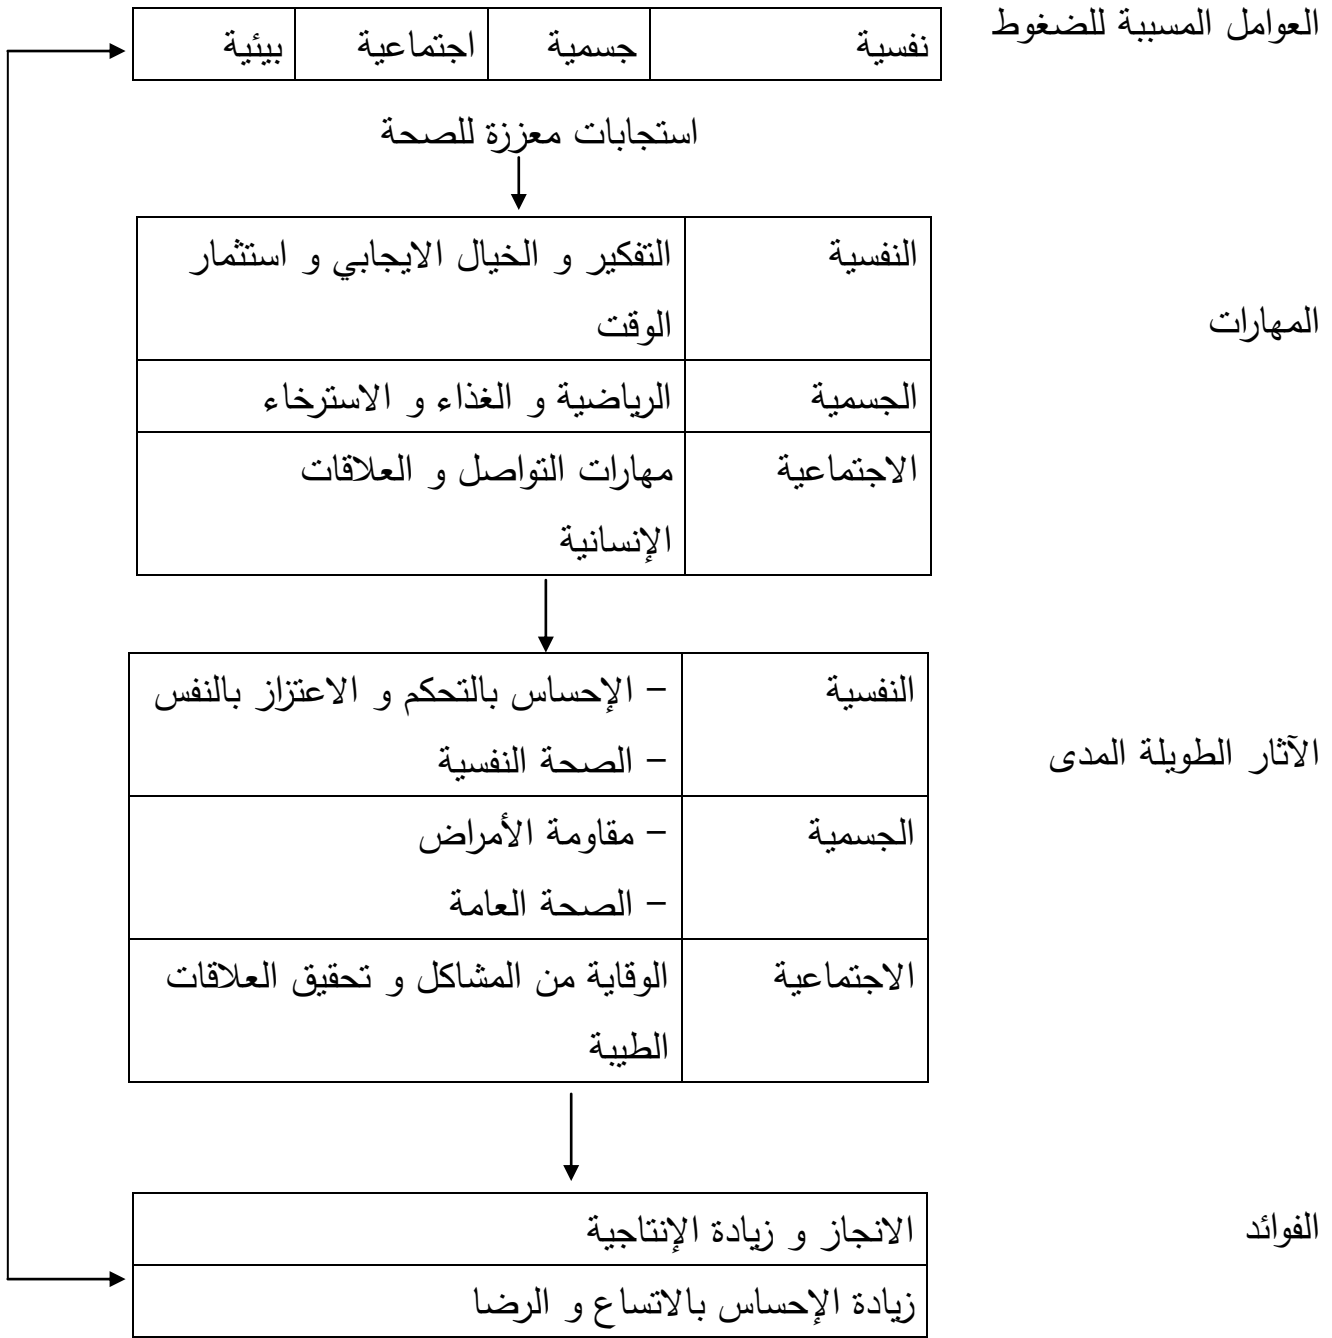 العوامل المسببة للضغوط
نفسية جسمية اجتماعية بيئية
استجابات معززة للصحة
المهارات
النفسية
التفكير و الخيال الايجابي و استثمار
الوقت
الجسمية
الرياضية و الغذاء و الاسترخاء
الاجتماعية
مهارات التواصل و العلاقات
الإنسانية
الآثار الطويلة المدى
النفسية
- الإحساس بالتحكم و الاعتزاز بالنفس
- الصحة النفسية
الجسمية
- مقاومة الأمراض
- الصحة العامة
الاجتماعية
الوقاية من المشاكل و تحقيق العلاقات
الطيبة
الفوائد
الانجاز و زيادة الإنتاجية
زيادة الإحساس بالاتساع و الرضا